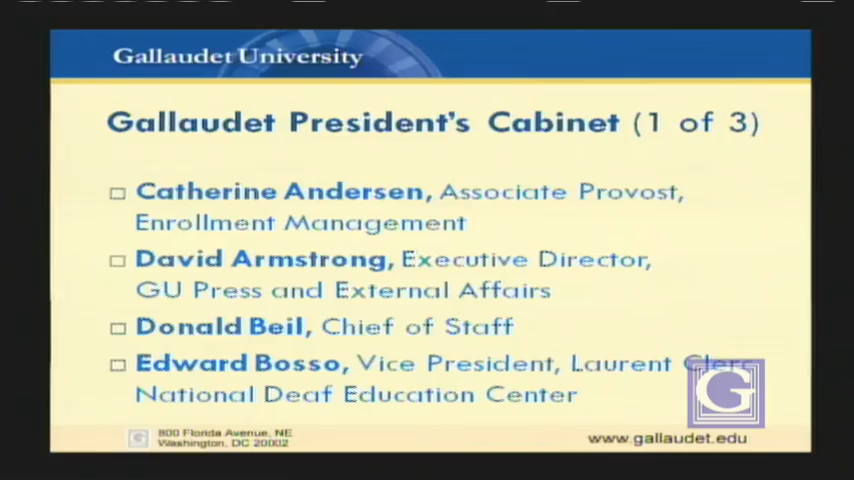 Gallaudet University
Gallaudet President's Cabinet (1 of 3)
Catherine Andersen, Associate Provost,
Enrollment Management
David Armstrong, Executive Director,
GU Press and External Affairs
Donald Beil, Chief of Staff
Edward Bosso, Vice President, Laurent Clerc
National Deaf Education Center
G
G
800 Florida Avenue, NE
Washington, DC 20002
www.gallaudet.edu